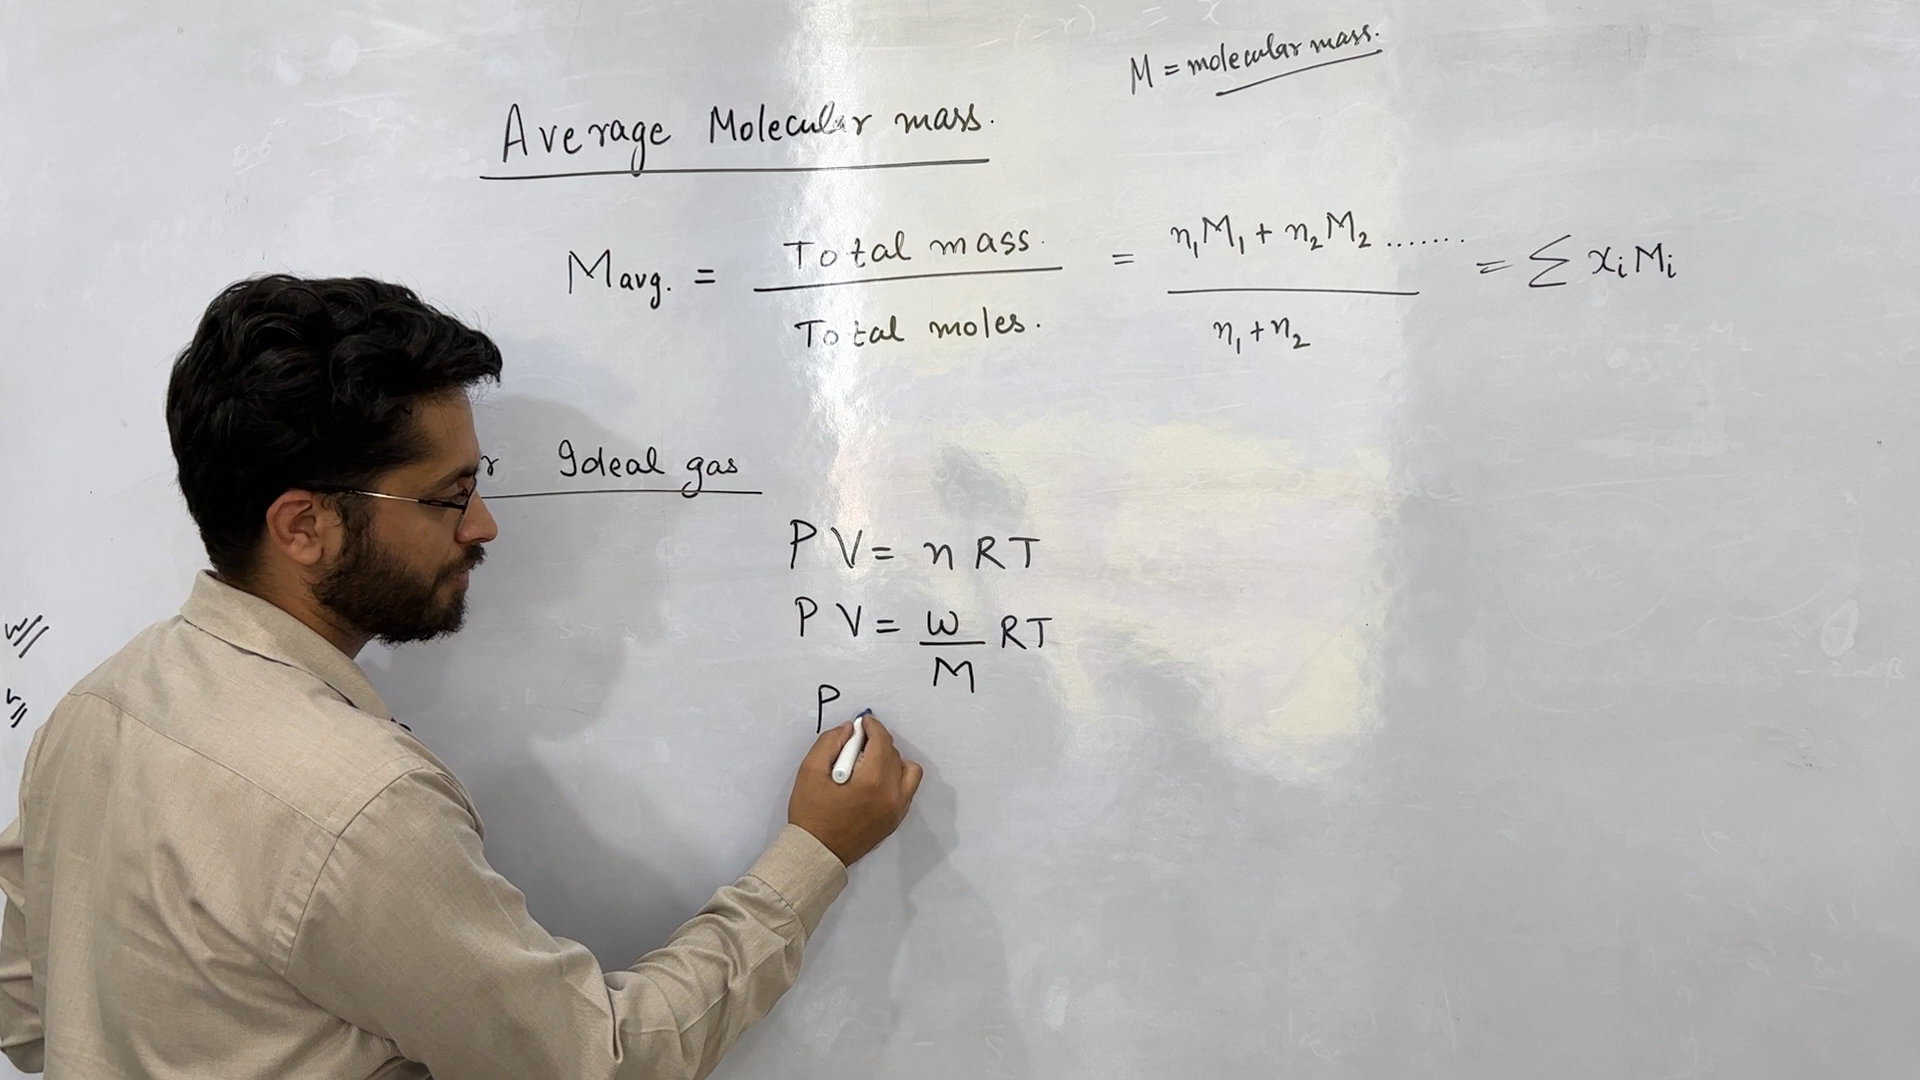 M = molecular mass.
Average Molecular mass.
Mavg. = Total mass. / Total moles. = n₁M₁ + n₂M₂ ....... / n₁ + n₂ = Σ xᵢMᵢ
r Ideal gas
PV = nRT
PV = w/M RT
P